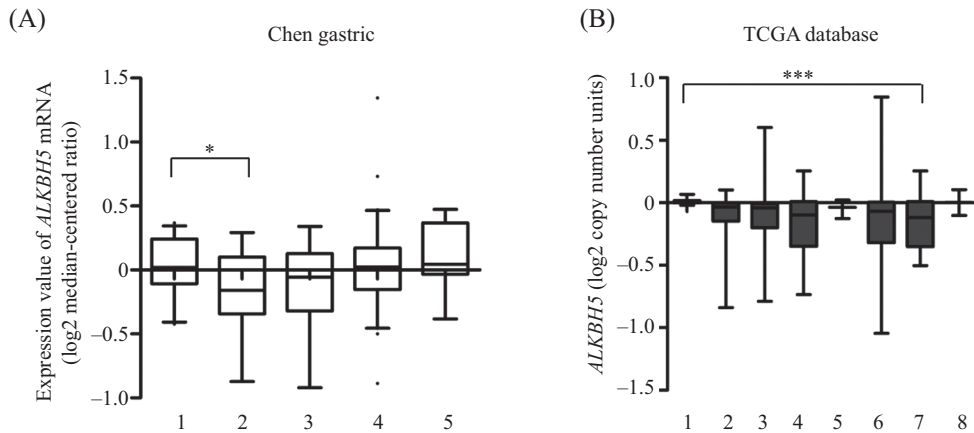 (A)
Chen gastric
Expression value of ALKBH5 mRNA
(log2 median-centered ratio)
1.5
1.0
0.5
0
–0.5
–1.0
*
1 2 3 4 5
(B)
TCGA database
ALKBH5 (log2 copy number units)
1.0
0.5
0
–0.5
–1.0
–1.5
***
1 2 3 4 5 6 7 8